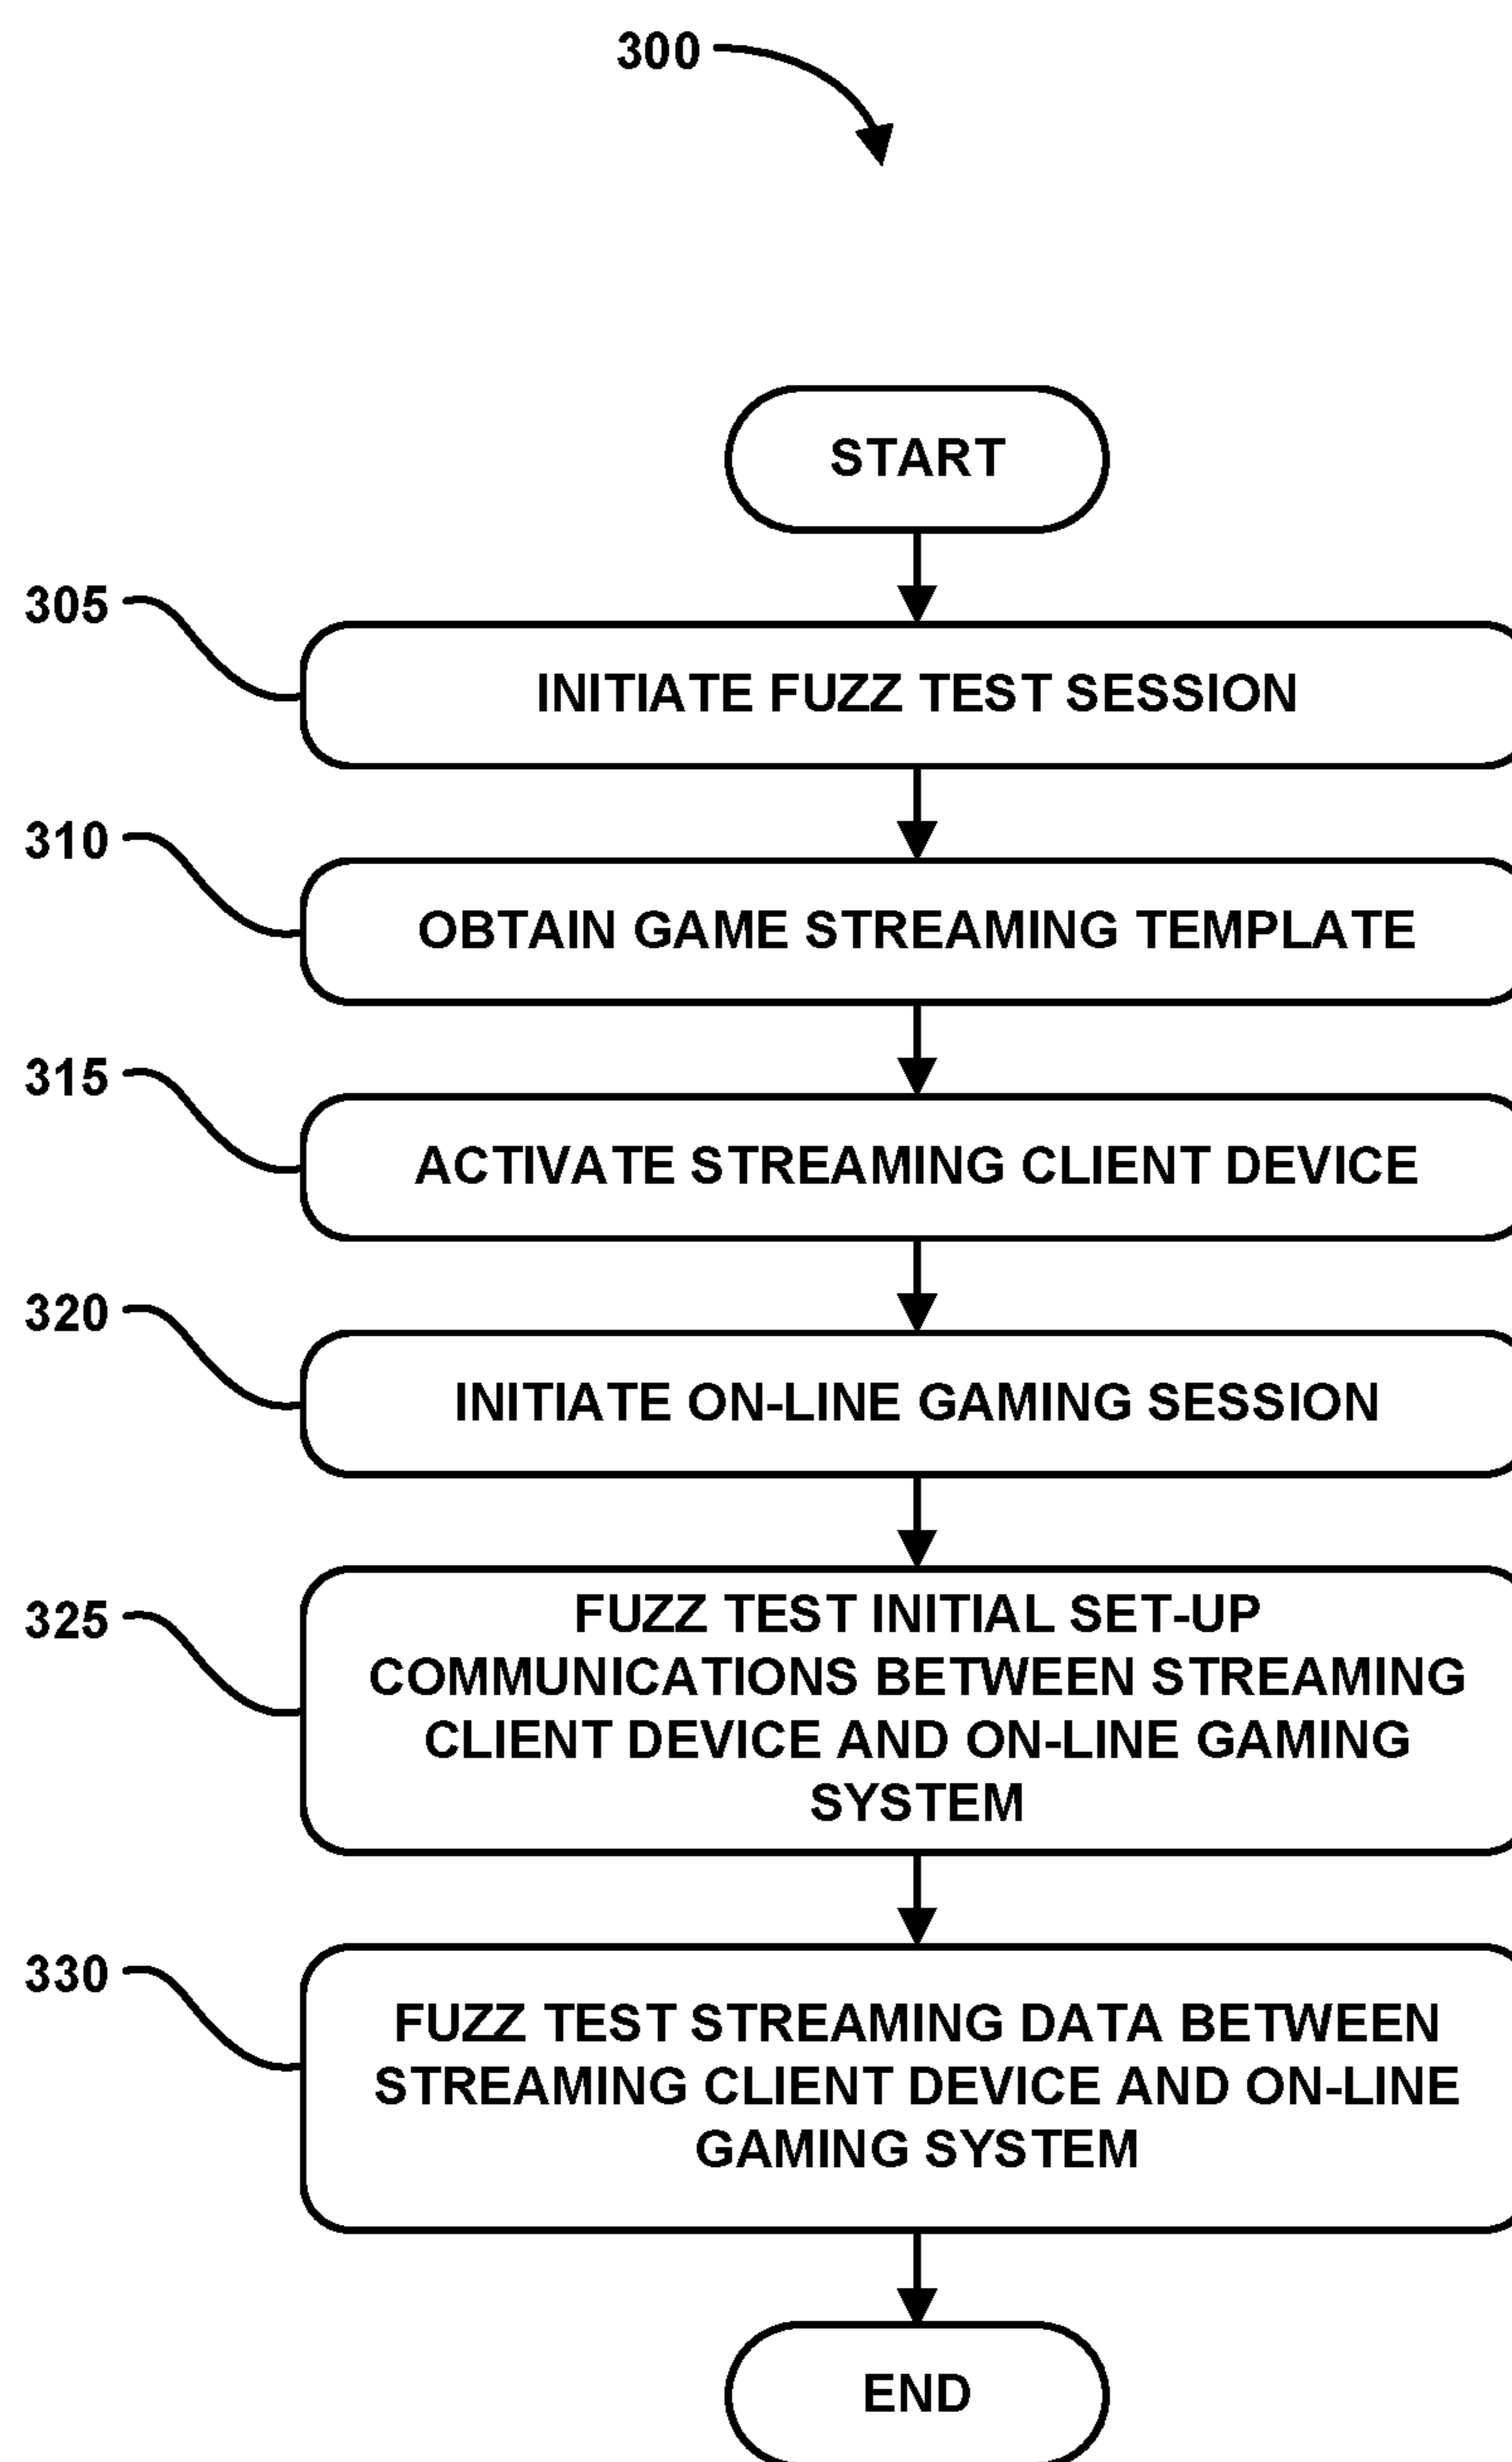 300
START
305
INITIATE FUZZ TEST SESSION
310
OBTAIN GAME STREAMING TEMPLATE
315
ACTIVATE STREAMING CLIENT DEVICE
320
INITIATE ON-LINE GAMING SESSION
325
FUZZ TEST INITIAL SET-UP
COMMUNICATIONS BETWEEN STREAMING
CLIENT DEVICE AND ON-LINE GAMING
SYSTEM
330
FUZZ TEST STREAMING DATA BETWEEN
STREAMING CLIENT DEVICE AND ON-LINE
GAMING SYSTEM
END